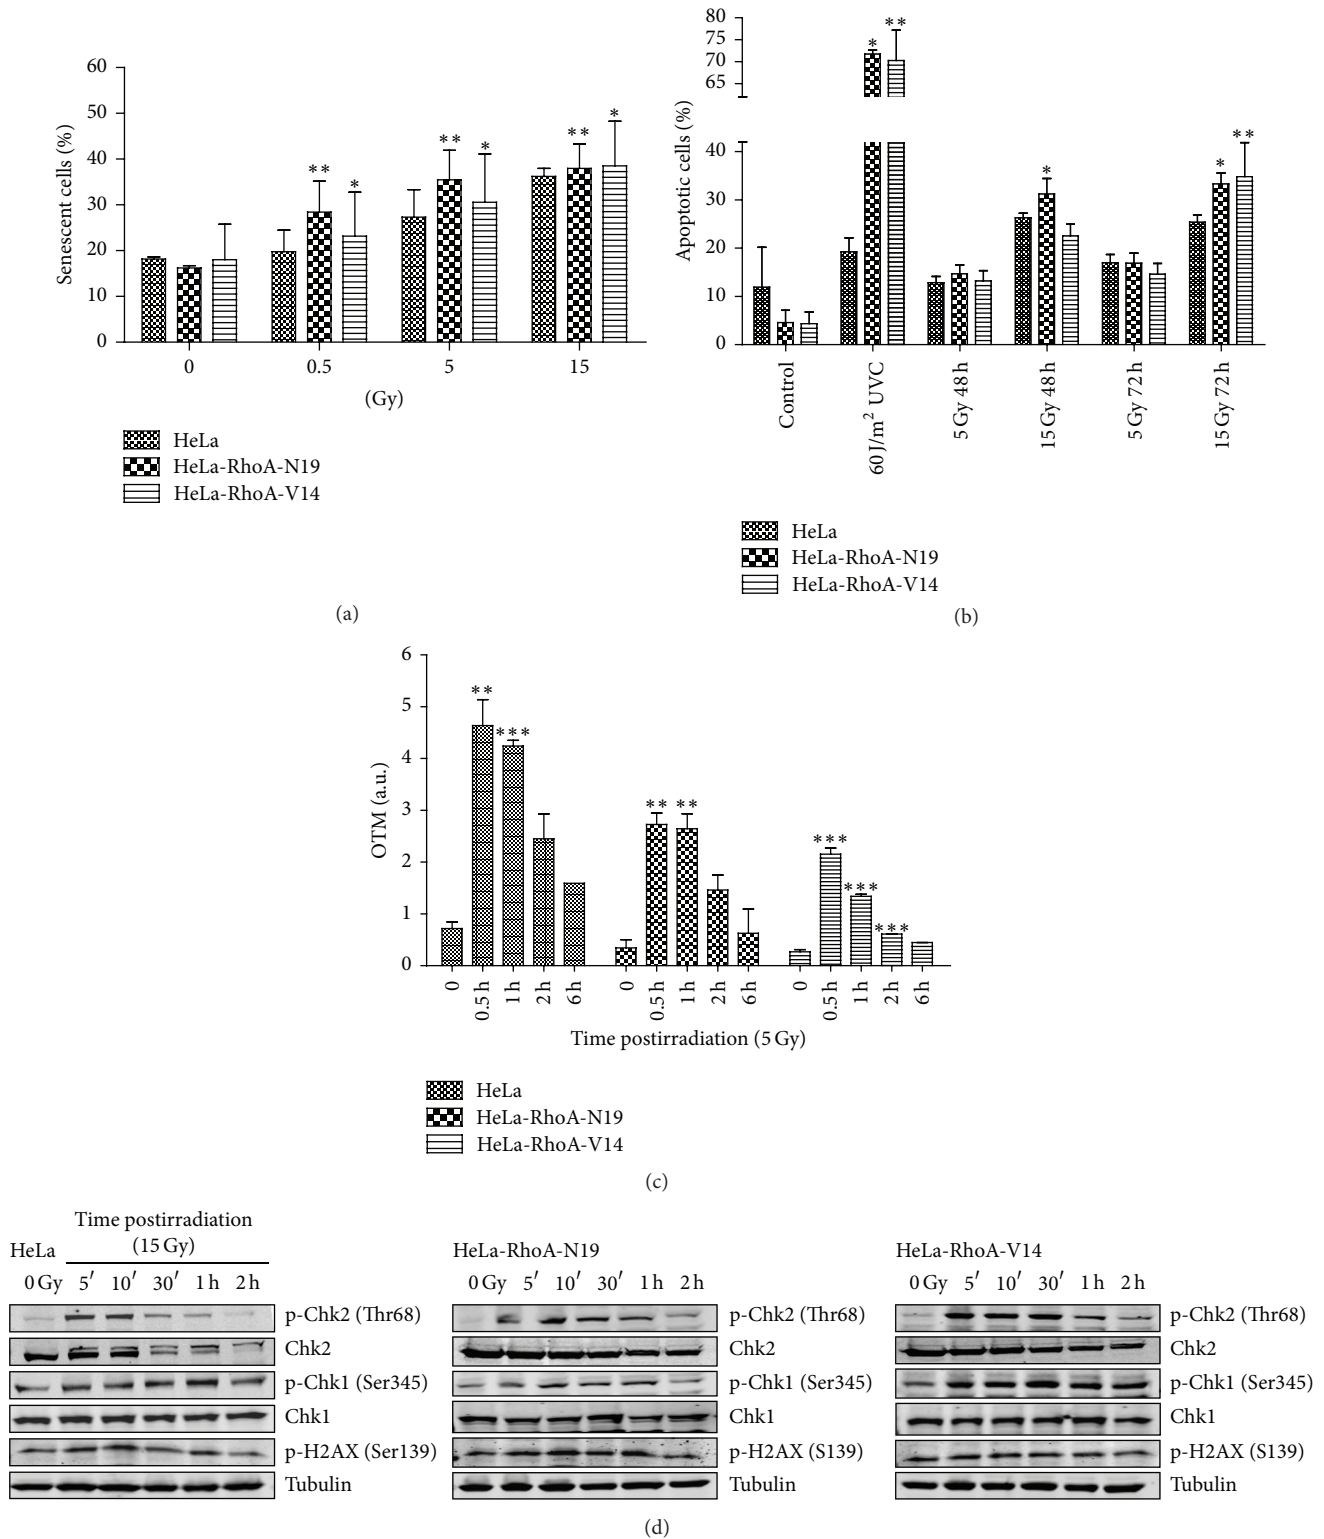 60
50
40
30
20
10
0
Senescent cells (%)
** * ** * ** *
0 0.5 5 15
(Gy)
HeLa
HeLa-RhoA-N19
HeLa-RhoA-V14
(a)
80
75
70
65
40
30
20
10
0
Apoptotic cells (%)
* ** * * **
Control
60 J/m² UVC
5 Gy 48 h
15 Gy 48 h
5 Gy 72 h
15 Gy 72 h
HeLa
HeLa-RhoA-N19
HeLa-RhoA-V14
(b)
6
5
4
3
2
1
0
OTM (a.u.)
** *** ** ** *** *** ***
0 0.5 h 1 h 2 h 6 h 0 0.5 h 1 h 2 h 6 h 0 0.5 h 1 h 2 h 6 h
Time postirradiation (5 Gy)
HeLa
HeLa-RhoA-N19
HeLa-RhoA-V14
(c)
Time postirradiation
(15 Gy)
HeLa
0 Gy 5′ 10′ 30′ 1 h 2 h
p-Chk2 (Thr68)
Chk2
p-Chk1 (Ser345)
Chk1
p-H2AX (Ser139)
Tubulin
HeLa-RhoA-N19
0 Gy 5′ 10′ 30′ 1 h 2 h
p-Chk2 (Thr68)
Chk2
p-Chk1 (Ser345)
Chk1
p-H2AX (S139)
Tubulin
HeLa-RhoA-V14
0 Gy 5′ 10′ 30′ 1 h 2 h
p-Chk2 (Thr68)
Chk2
p-Chk1 (Ser345)
Chk1
p-H2AX (S139)
Tubulin
(d)